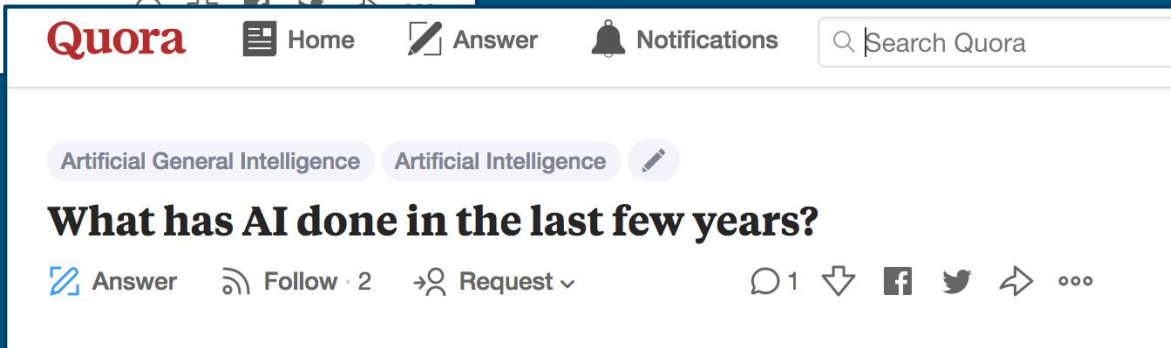 Quora Home Answer Notifications Search Quora
Artificial General Intelligence Artificial Intelligence
What has AI done in the last few years?
Answer Follow · 2 Request 1